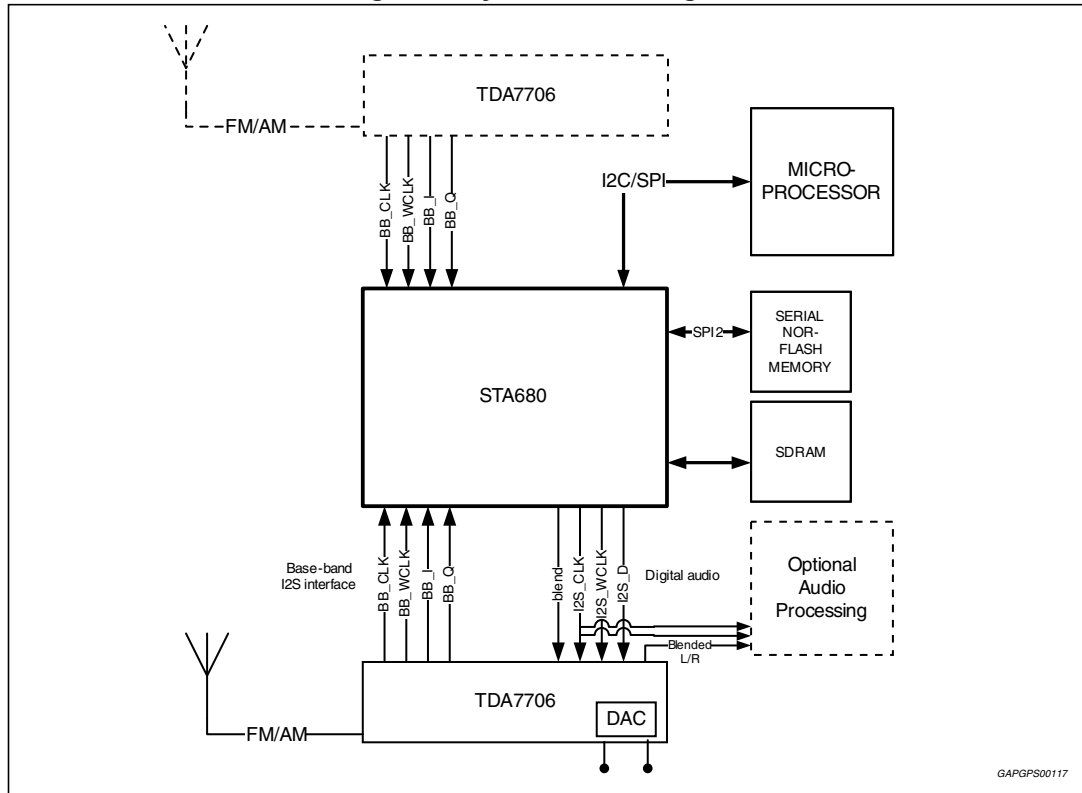 TDA7706
FM/AM
BB_CLK
BB_WCLK
BB_I
BB_Q
I2C/SPI
MICRO-
PROCESSOR
STA680
SPI2
SERIAL
NOR-
FLASH
MEMORY
SDRAM
Base-band
I2S interface
BB_CLK
BB_WCLK
BB_I
BB_Q
blend
I2S_CLK
I2S_WCLK
I2S_D
Digital audio
Optional
Audio
Processing
Blended
L/R
TDA7706
DAC
FM/AM
GAPGPS00117